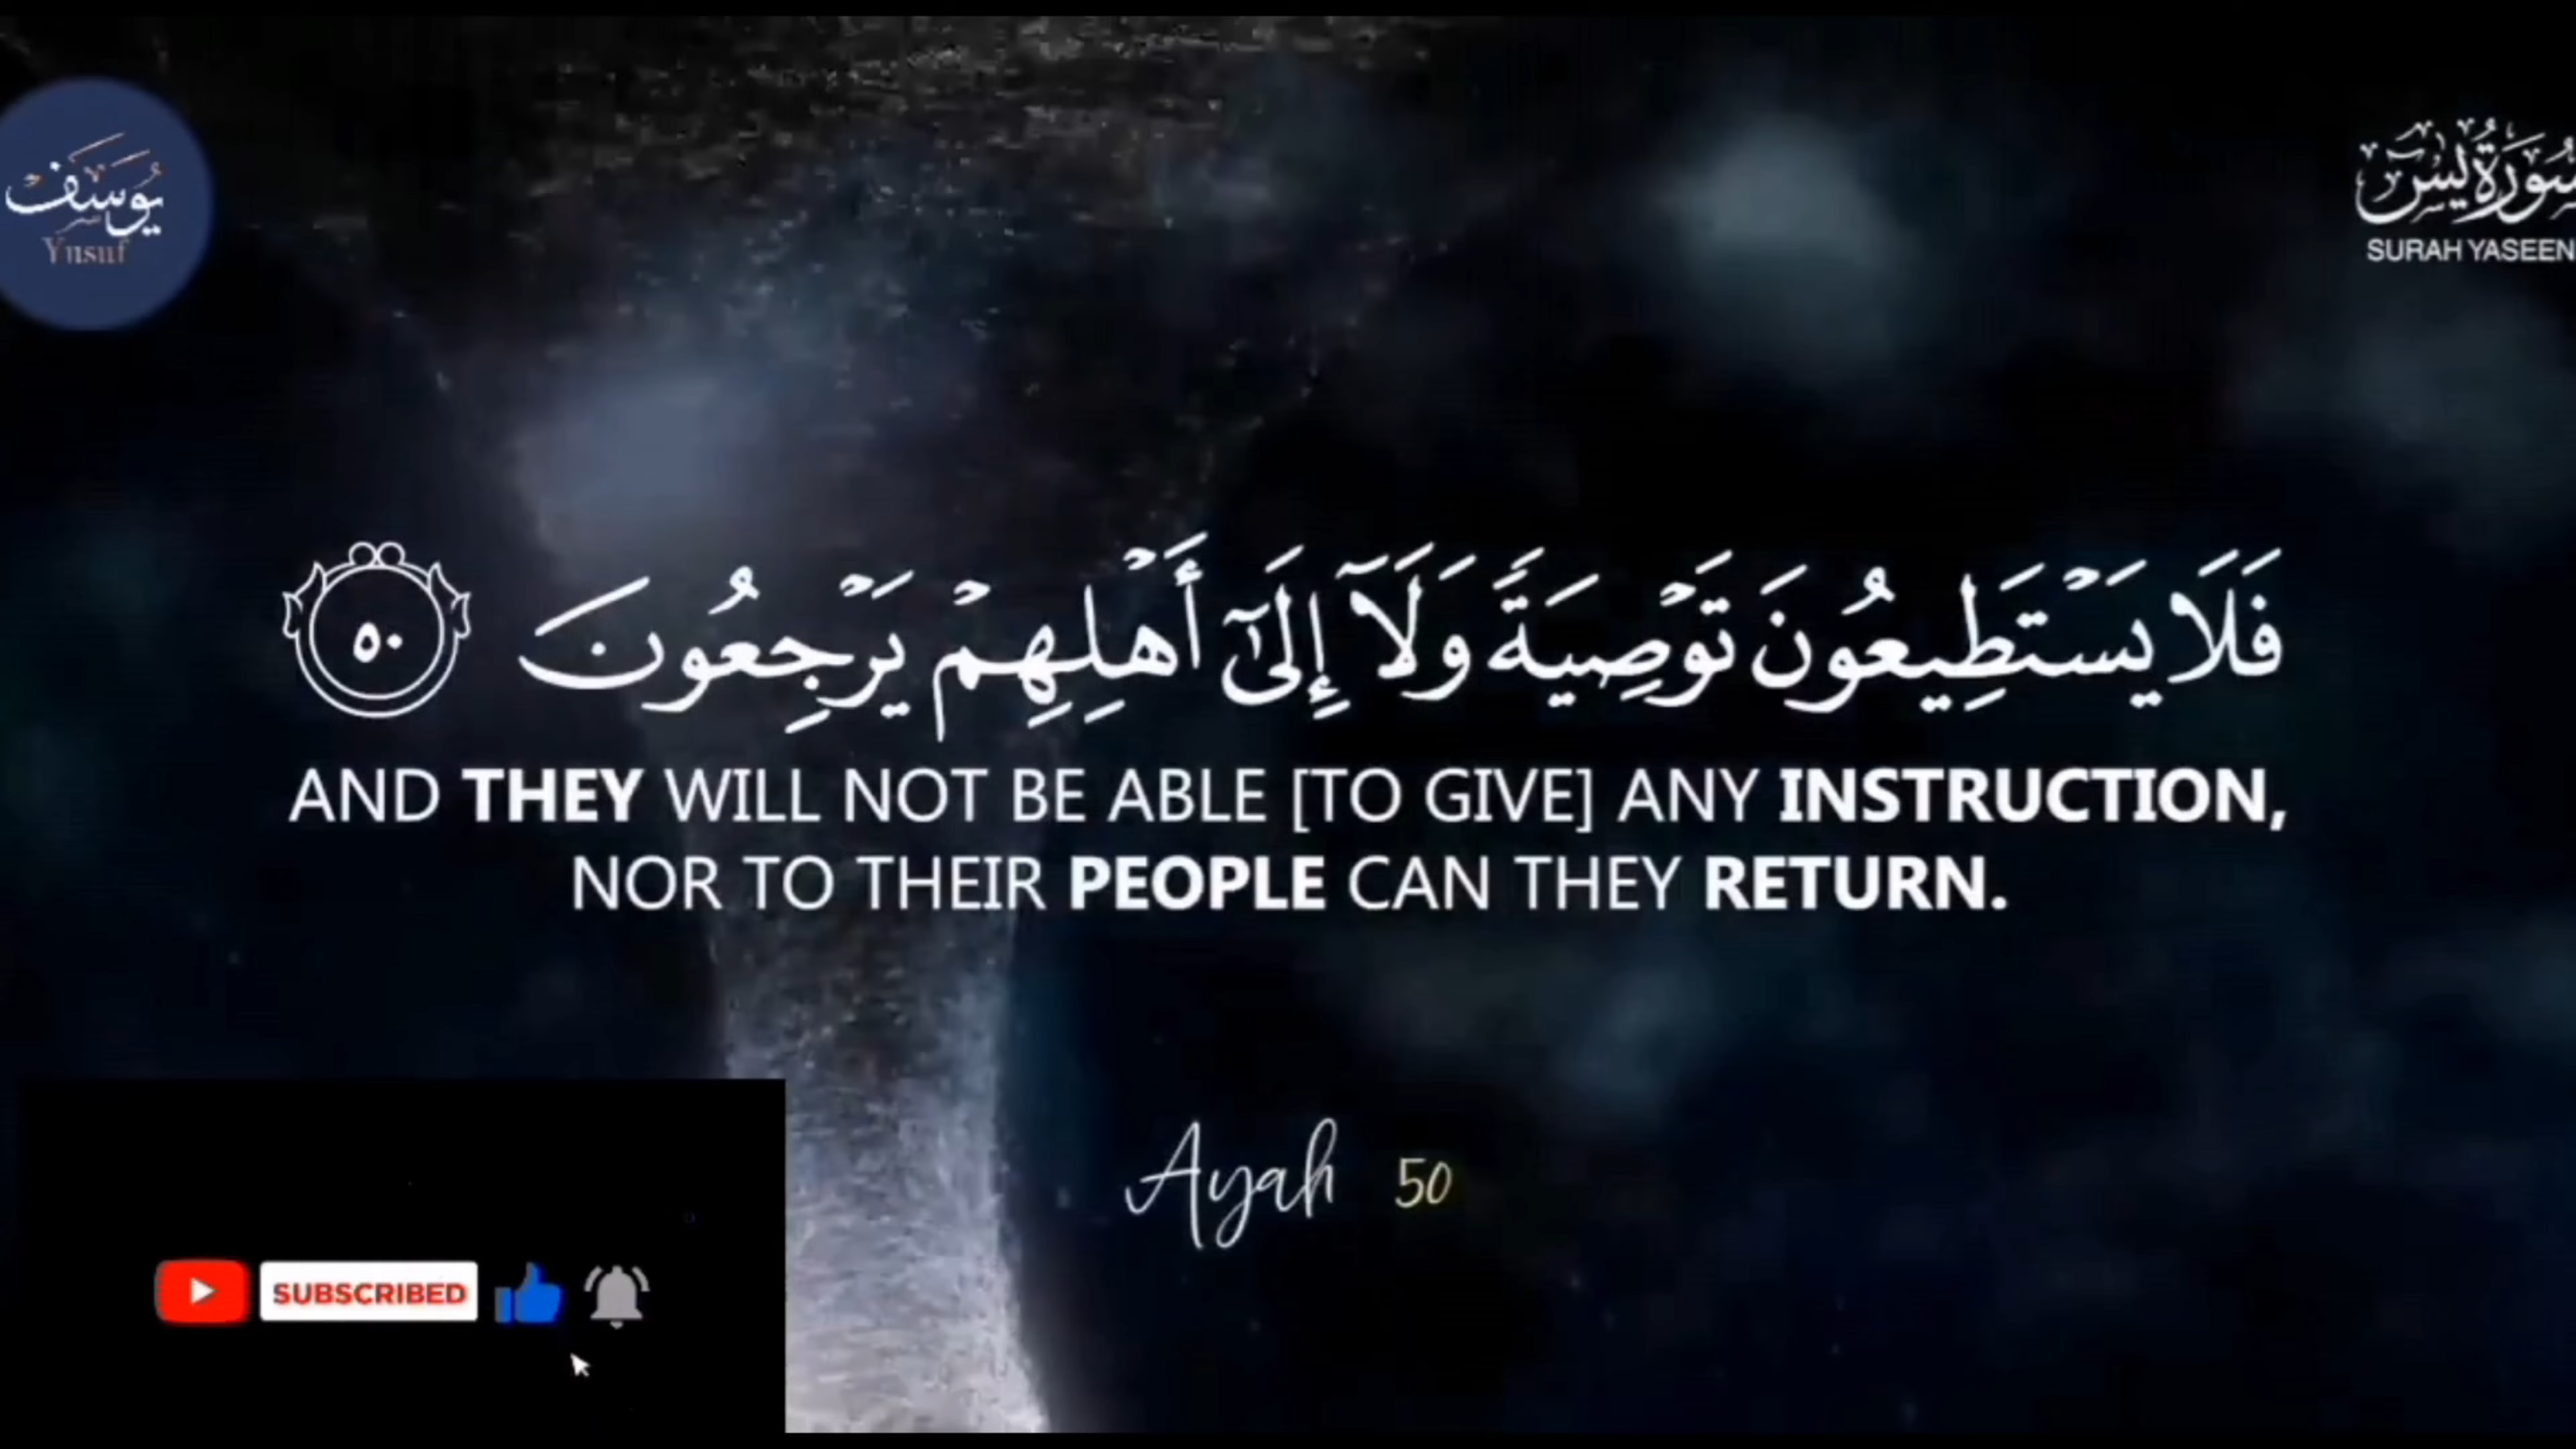 يُوسَف
Yusuf
سُورَةُ يسٓ
SURAH YASEEN
فَلَا يَسْتَطِيعُونَ تَوْصِيَةً وَلَآ إِلَىٰٓ أَهْلِهِمْ يَرْجِعُونَ ٥٠
AND THEY WILL NOT BE ABLE [TO GIVE] ANY INSTRUCTION,
NOR TO THEIR PEOPLE CAN THEY RETURN.
Ayah 50
SUBSCRIBED